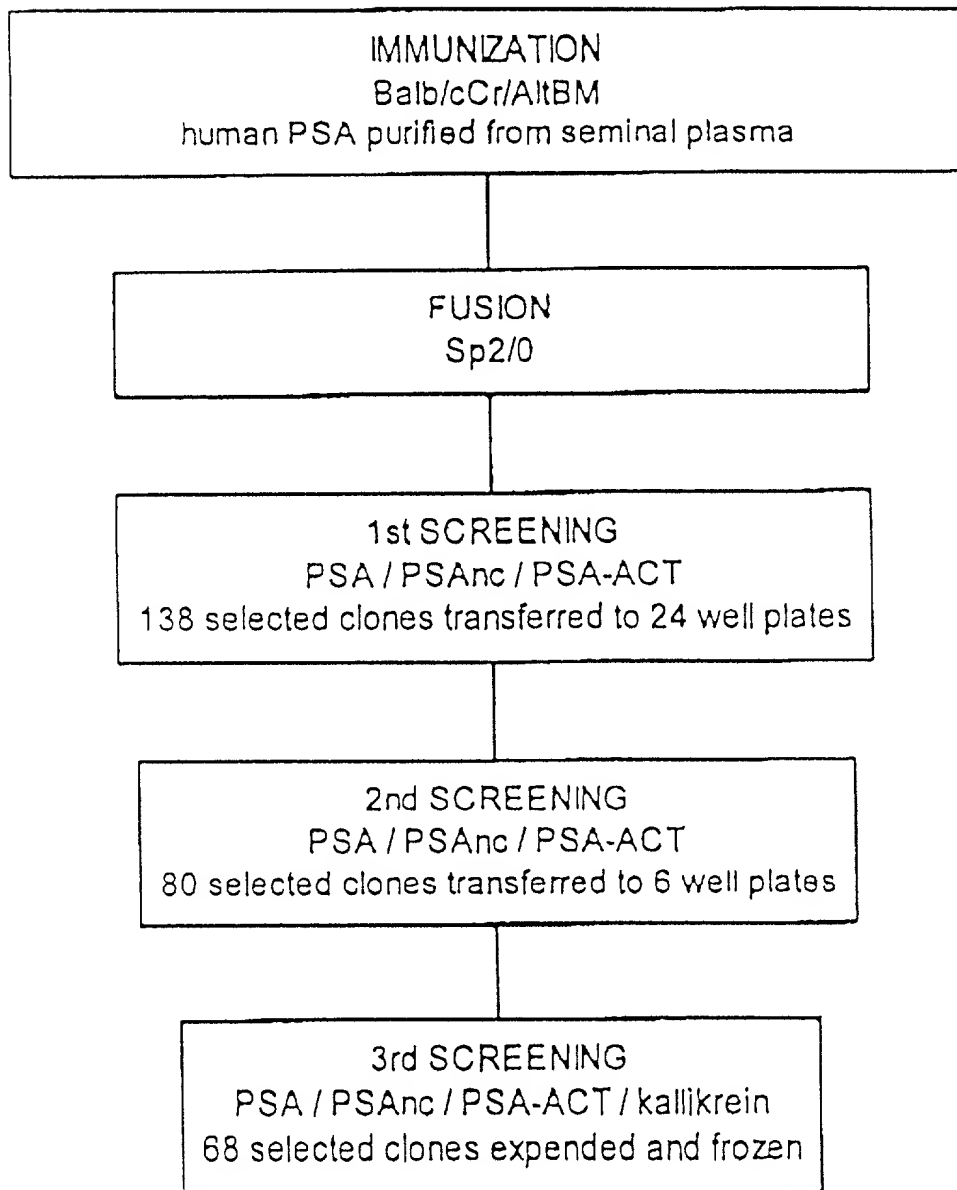 IMMUNIZATION
Balb/cCr/AltBM
human PSA purified from seminal plasma
FUSION
Sp2/0
1st SCREENING
PSA / PSAnc / PSA-ACT
138 selected clones transferred to 24 well plates
2nd SCREENING
PSA / PSAnc / PSA-ACT
80 selected clones transferred to 6 well plates
3rd SCREENING
PSA / PSAnc / PSA-ACT / kallikrein
68 selected clones expended and frozen